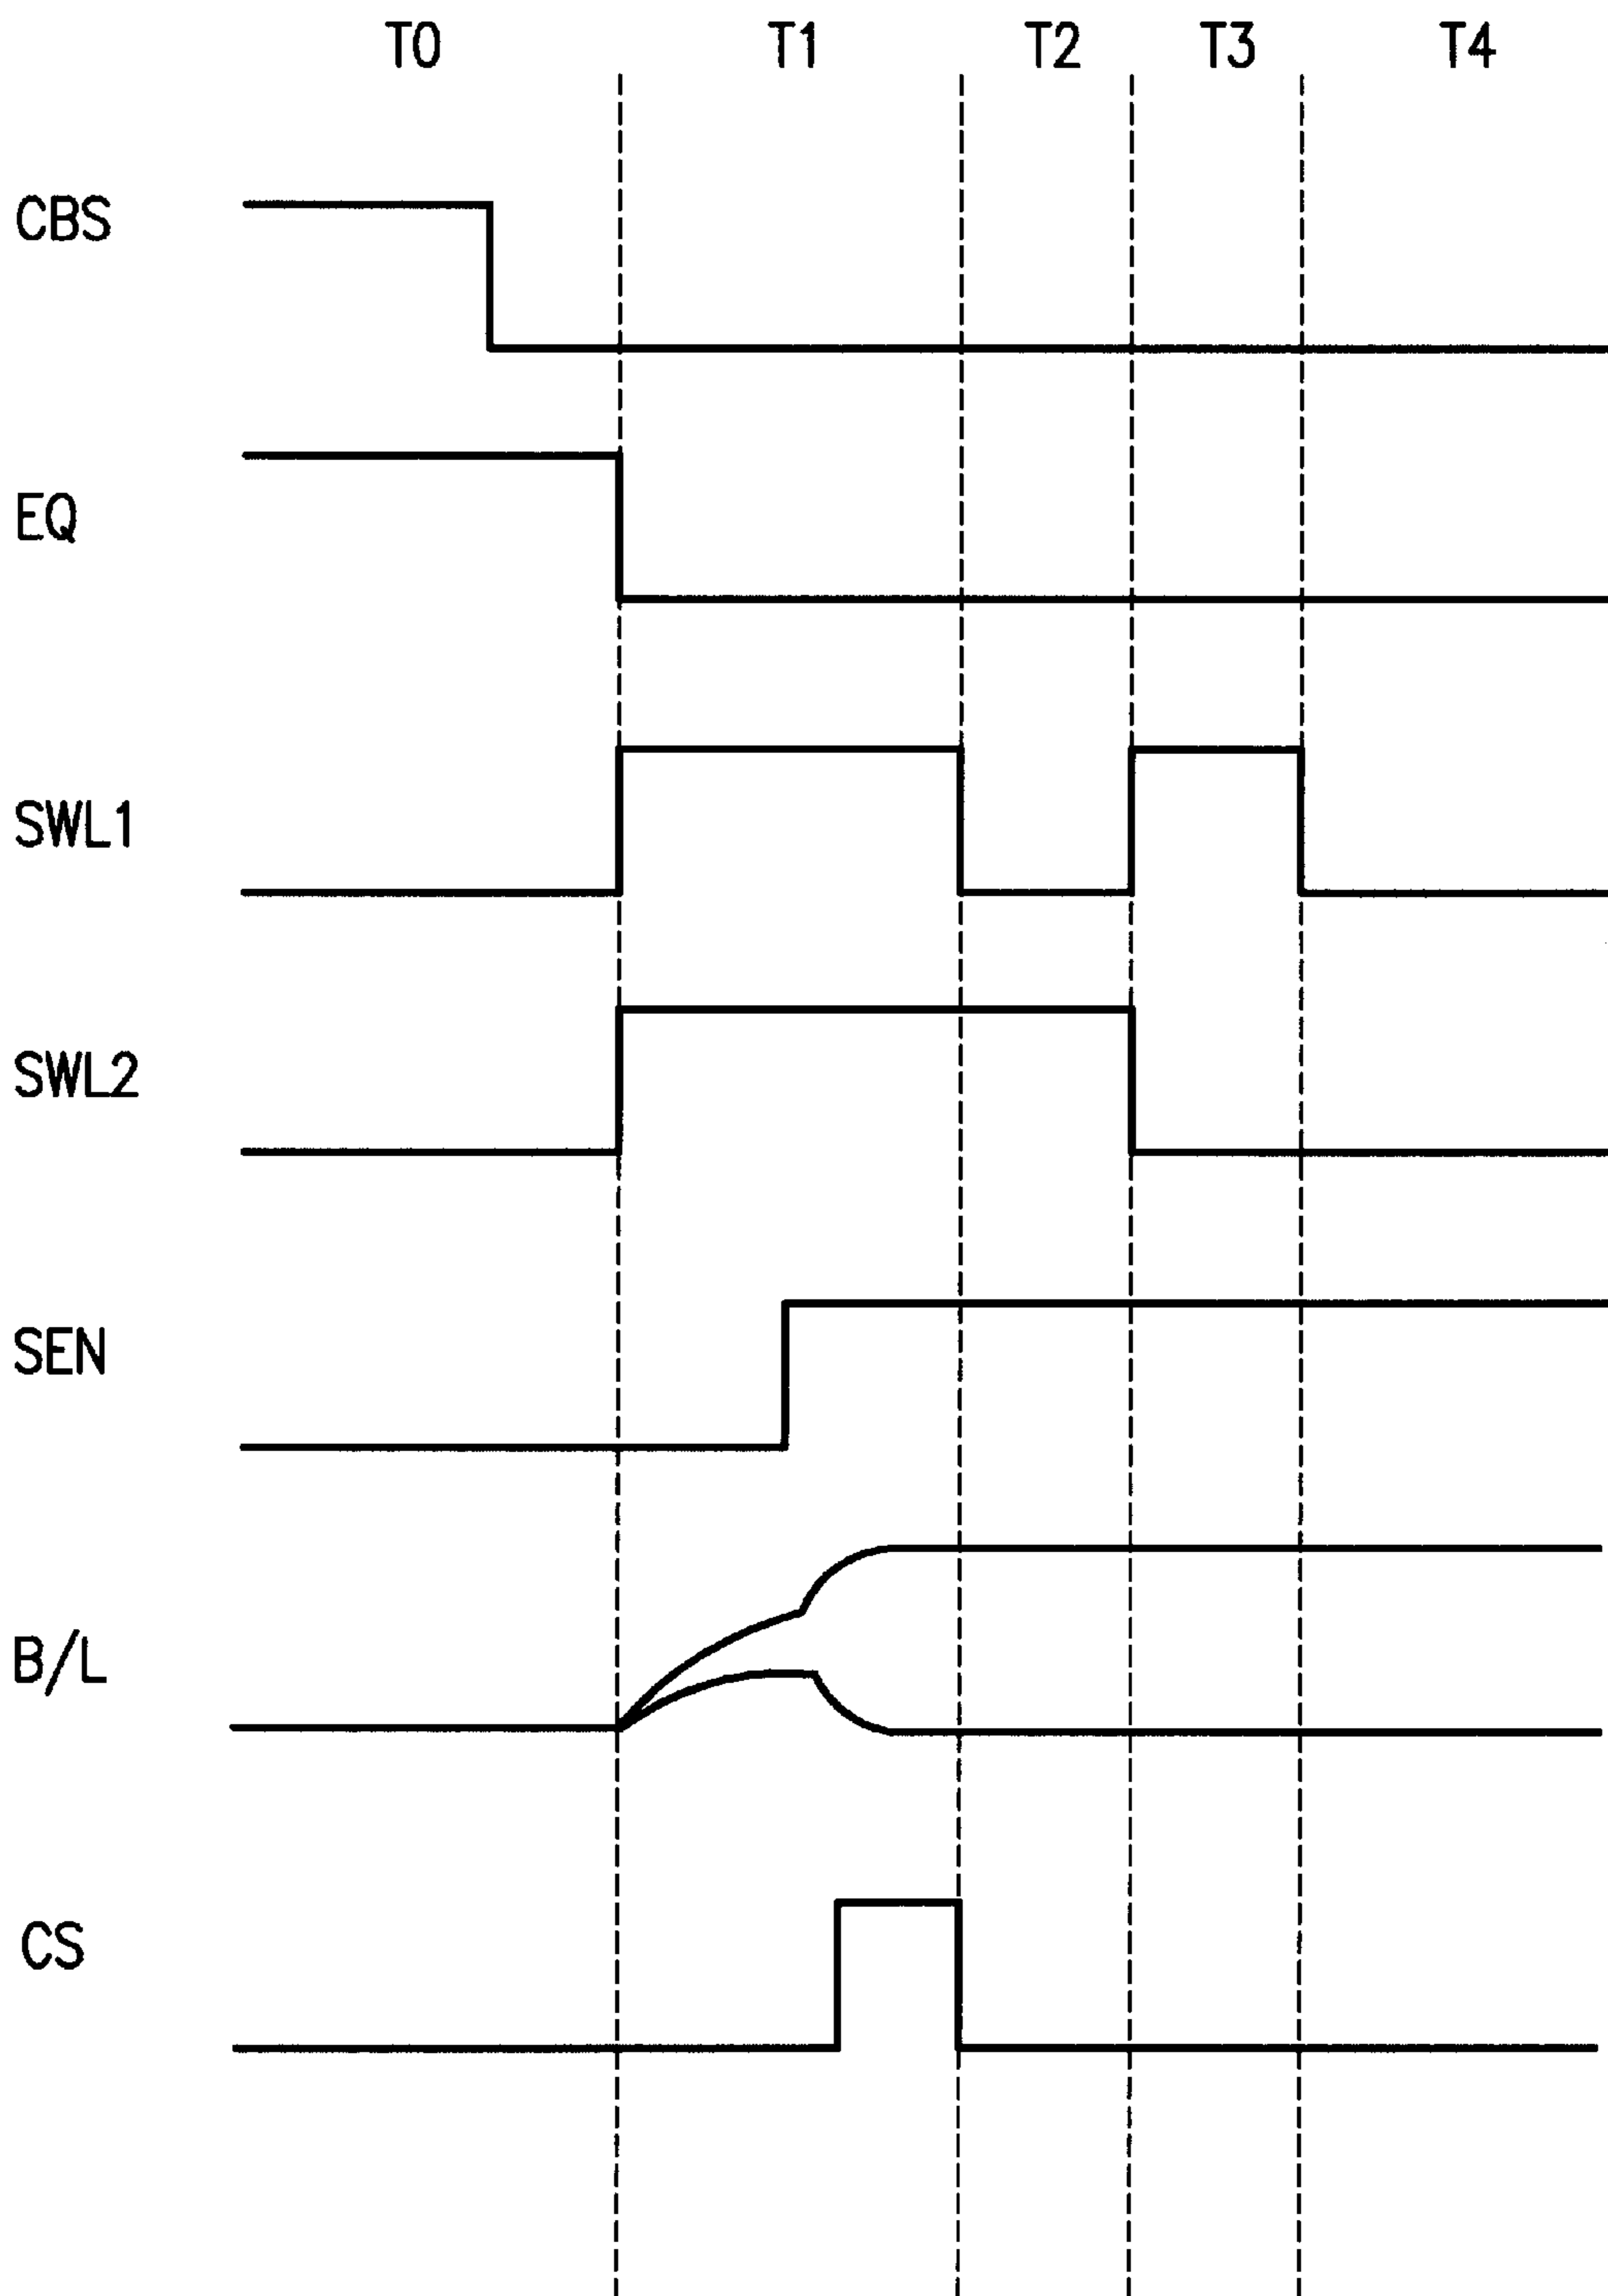 T0 T1 T2 T3 T4
CBS
EQ
SWL1
SWL2
SEN
B/L
CS